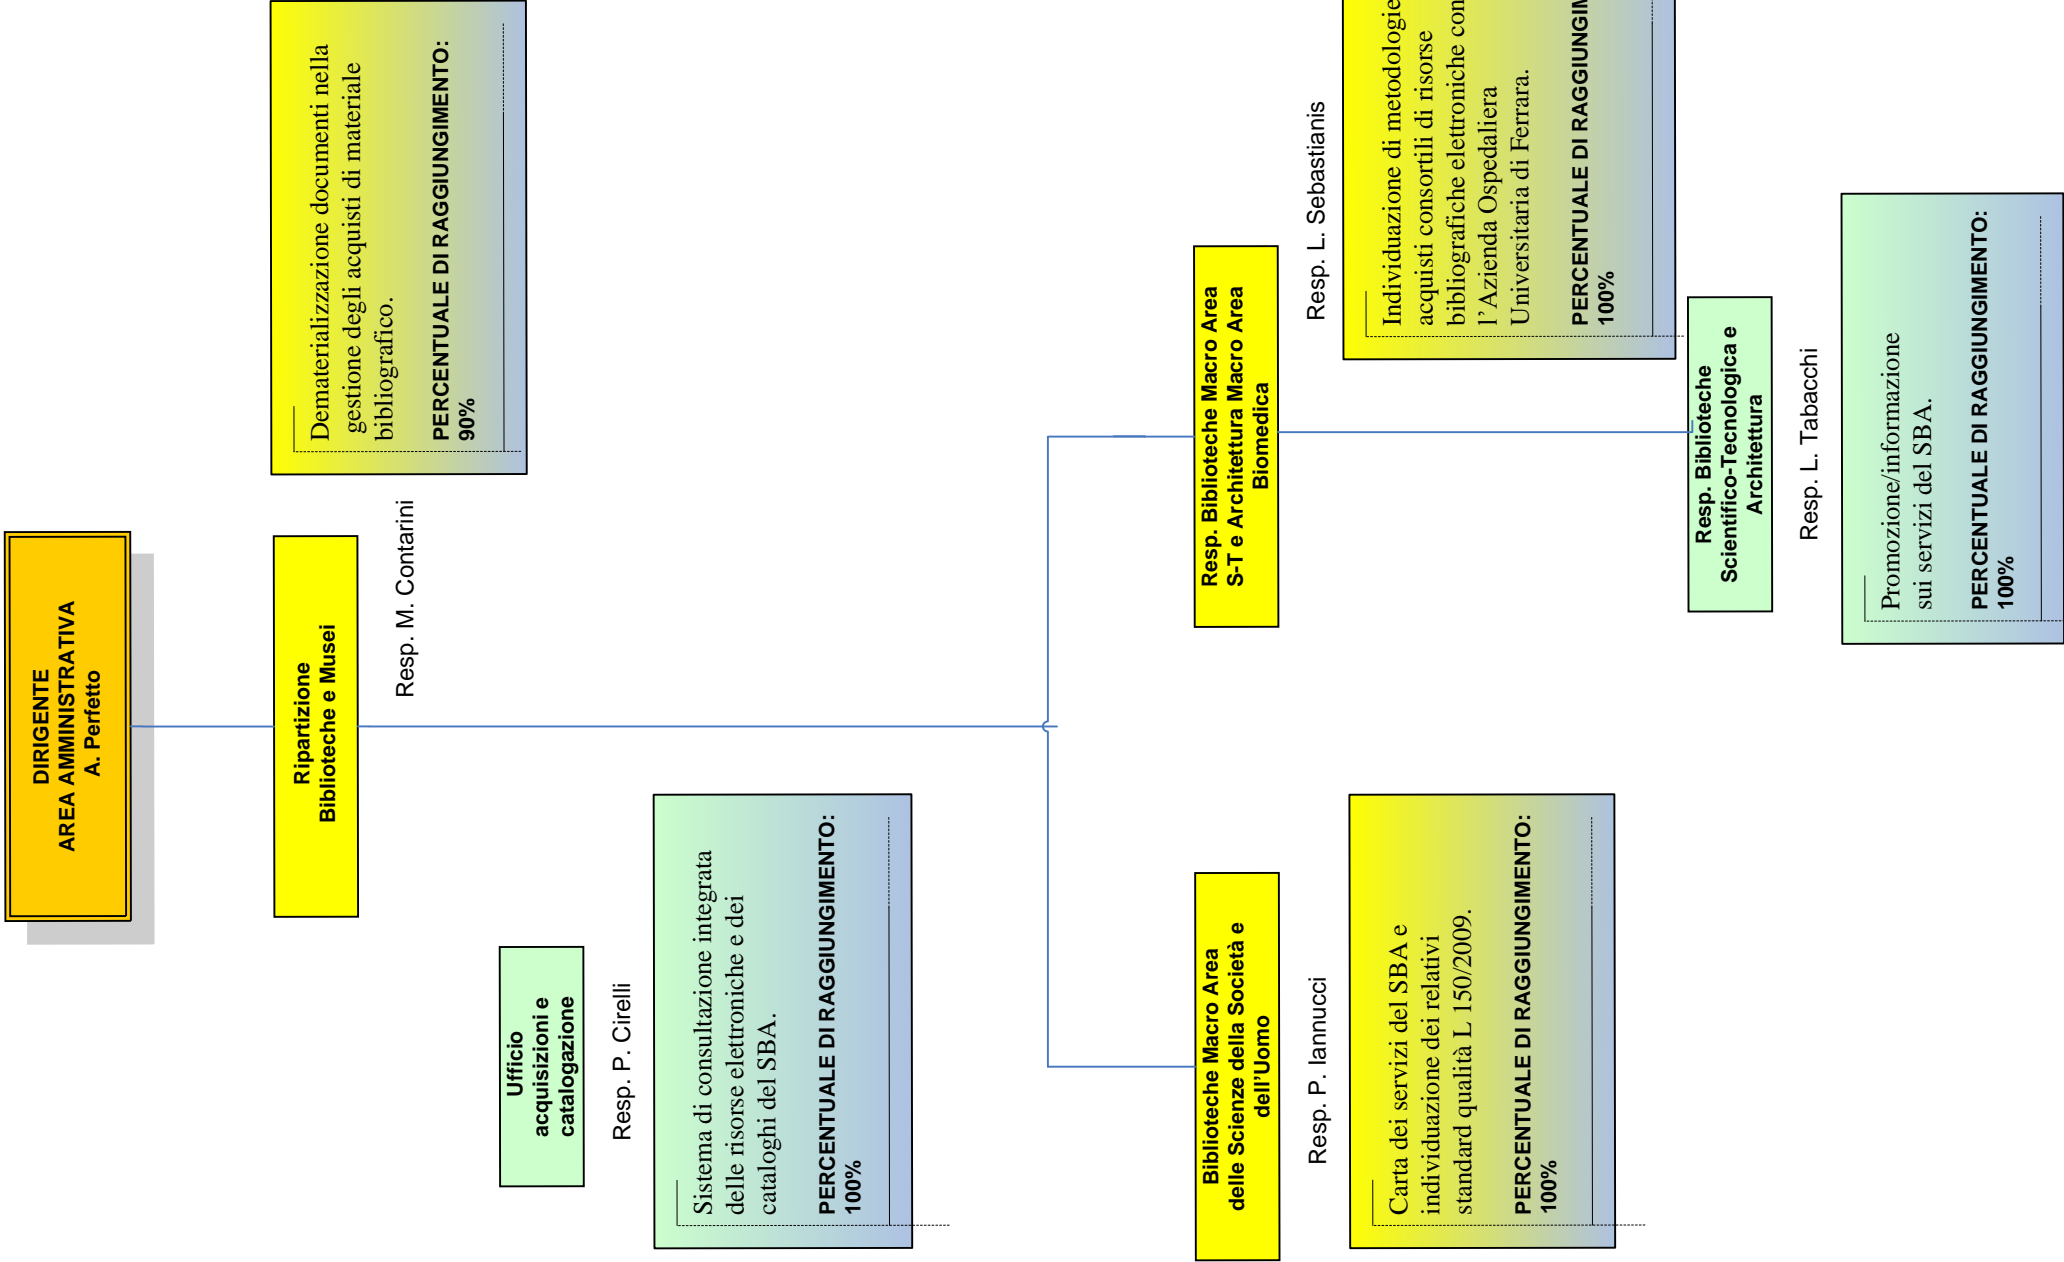 DIRIGENTE
AREA AMMINISTRATIVA
A. Perfetto
Ripartizione
Biblioteche e Musei
Resp. M. Contarini
Dematerializzazione documenti nella
gestione degli acquisti di materiale
bibliografico.
PERCENTUALE DI RAGGIUNGIMENTO:
90%
Ufficio
acquisizioni e
catalogazione
Resp. P. Cirelli
Sistema di consultazione integrata
delle risorse elettroniche e dei
cataloghi del SBA.
PERCENTUALE DI RAGGIUNGIMENTO:
100%
Biblioteche Macro Area
delle Scienze della Società e
dell'Uomo
Resp. P. Iannucci
Carta dei servizi del SBA e
individuazione dei relativi
standard qualità L 150/2009.
PERCENTUALE DI RAGGIUNGIMENTO:
100%
Resp. Biblioteche Macro Area
S-T e Architettura Macro Area
Biomedica
Resp. L. Sebastianis
Individuazione di metodologie
acquisti consortili di risorse
bibliografiche elettroniche con
l'Azienda Ospedaliera
Universitaria di Ferrara.
PERCENTUALE DI RAGGIUNGIM
100%
Resp. Biblioteche
Scientifico-Tecnologica e
Architettura
Resp. L. Tabacchi
Promozione/informazione
sui servizi del SBA.
PERCENTUALE DI RAGGIUNGIMENTO:
100%